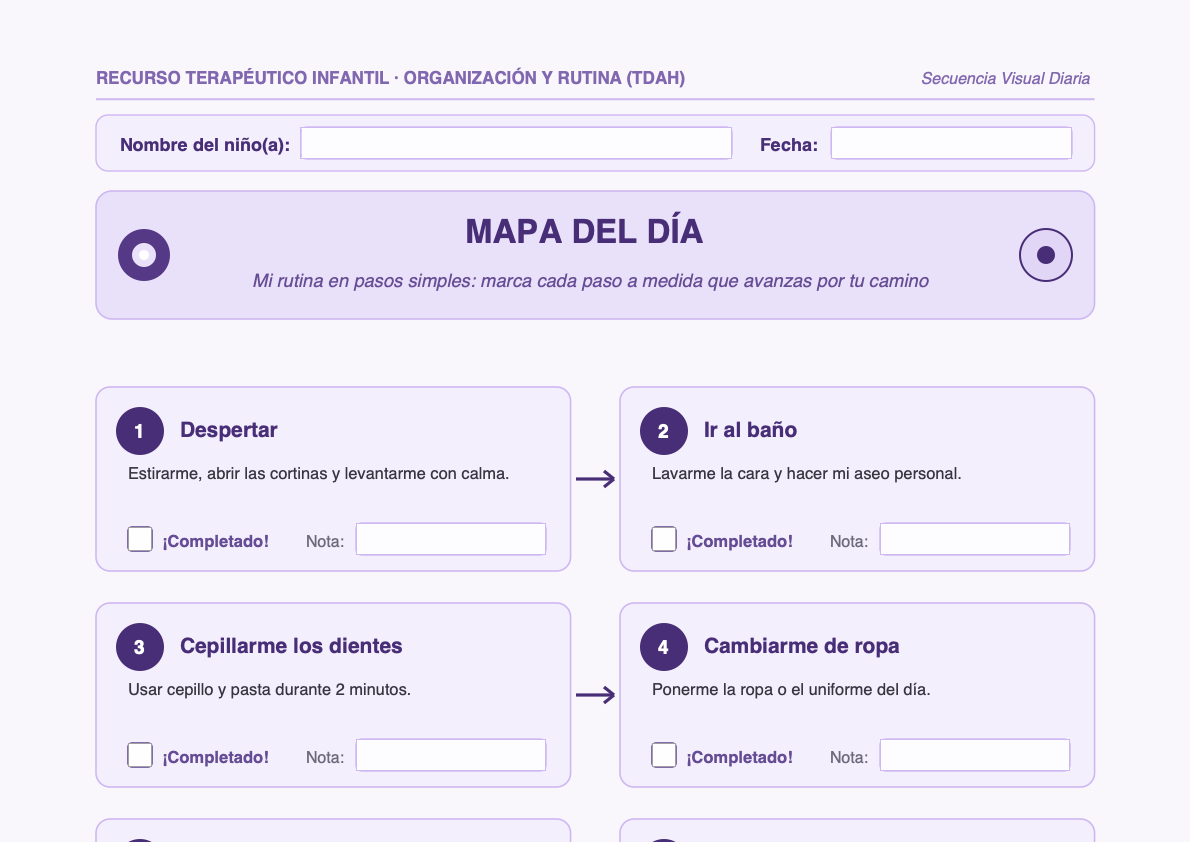 RECURSO TERAPÉUTICO INFANTIL · ORGANIZACIÓN Y RUTINA (TDAH)
Secuencia Visual Diaria
Nombre del niño(a):
Fecha:
MAPA DEL DÍA
Mi rutina en pasos simples: marca cada paso a medida que avanzas por tu camino
1 Despertar
Estirarme, abrir las cortinas y levantarme con calma.
¡Completado! Nota:
2 Ir al baño
Lavarme la cara y hacer mi aseo personal.
¡Completado! Nota:
3 Cepillarme los dientes
Usar cepillo y pasta durante 2 minutos.
¡Completado! Nota:
4 Cambiarme de ropa
Ponerme la ropa o el uniforme del día.
¡Completado! Nota: